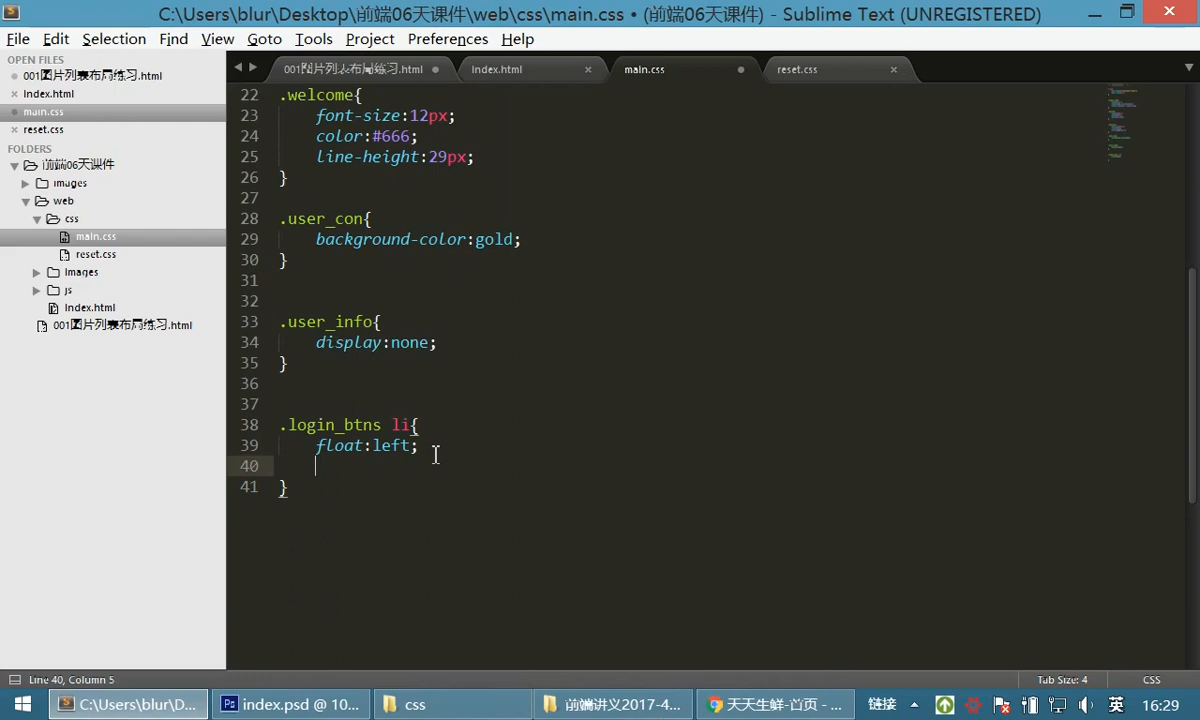 C:\Users\blur\Desktop\前端06天课件\web\css\main.css • (前端06天课件) - Sublime Text (UNREGISTERED)
File Edit Selection Find View Goto Tools Project Preferences Help
OPEN FILES
001图片列表布局练习.html
Index.html
main.css
reset.css
FOLDERS
前端06天课件
images
web
css
main.css
reset.css
Images
js
Index.html
001图片列表布局练习.html
001图片列表布局练习.html
Index.html
main.css
reset.css
22 .welcome{
23 font-size:12px;
24 color:#666;
25 line-height:29px;
26 }
27
28 .user_con{
29 background-color:gold;
30 }
31
32
33 .user_info{
34 display:none;
35 }
36
37
38 .login_btns li{
39 float:left;
40
41 }
Line 40, Column 5
Tab Size: 4
CSS
C:\Users\blur\D...
index.psd @ 10...
css
前端讲义2017-4...
天天生鲜-首页 - ...
链接
英
16:29